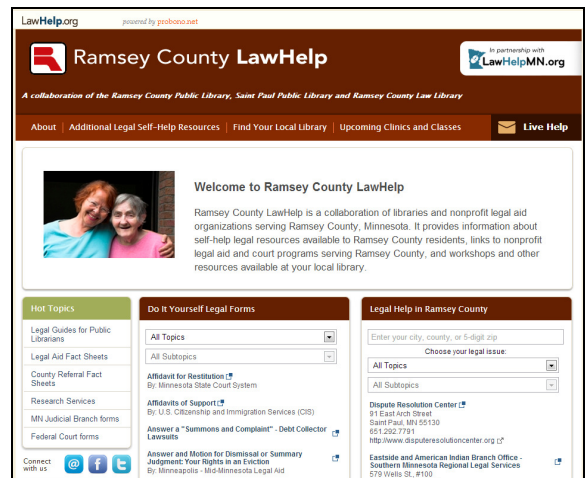 LawHelp.org powered by probono.net
Ramsey County LawHelp
In partnership with
LawHelpMN.org
A collaboration of the Ramsey County Public Library, Saint Paul Public Library and Ramsey County Law Library
About | Additional Legal Self-Help Resources | Find Your Local Library | Upcoming Clinics and Classes
Live Help
Welcome to Ramsey County LawHelp
Ramsey County LawHelp is a collaboration of libraries and nonprofit legal aid
organizations serving Ramsey County, Minnesota. It provides information about
self-help legal resources available to Ramsey County residents, links to nonprofit
legal aid and court programs serving Ramsey County, and workshops and other
resources available at your local library.
Hot Topics
Legal Guides for Public
Librarians
Legal Aid Fact Sheets
County Referral Fact
Sheets
Research Services
MN Judicial Branch forms
Federal Court forms
Connect
with us
Do It Yourself Legal Forms
All Topics
All Subtopics
Affidavit for Restitution
By: Minnesota State Court System
Affidavits of Support
By: U.S. Citizenship and Immigration Services (CIS)
Answer a "Summons and Complaint" - Debt Collector
Lawsuits
Answer and Motion for Dismissal or Summary
Judgment: Your Rights in an Eviction
By: Minneapolis - Mid-Minnesota Legal Aid
Legal Help in Ramsey County
Enter your city, county, or 5-digit zip
Choose your legal issue:
All Topics
All Subtopics
Dispute Resolution Center
91 East Arch Street
Saint Paul, MN 55130
651.292.7791
http://www.disputeresolutioncenter.org
Eastside and American Indian Branch Office -
Southern Minnesota Regional Legal Services
579 Wells St., #100